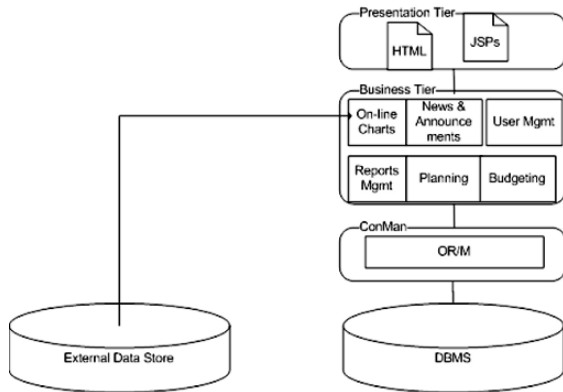 Presentation Tier
HTML
JSPs
Business Tier
On-line
Charts
News &
Announce
ments
User Mgmt
Reports
Mgmt
Planning
Budgeting
ConMan
OR/M
External Data Store
DBMS